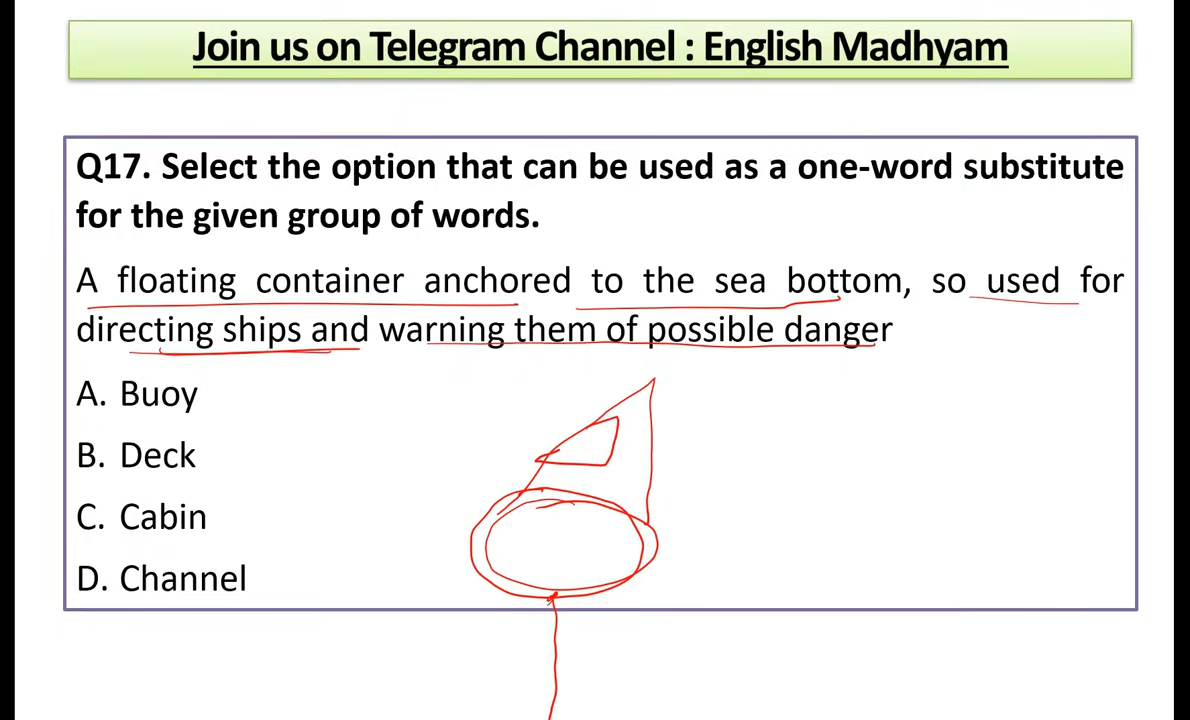 Join us on Telegram Channel : English Madhyam
Q17. Select the option that can be used as a one-word substitute
for the given group of words.
A floating container anchored to the sea bottom, so used for
directing ships and warning them of possible danger
A. Buoy
B. Deck
C. Cabin
D. Channel